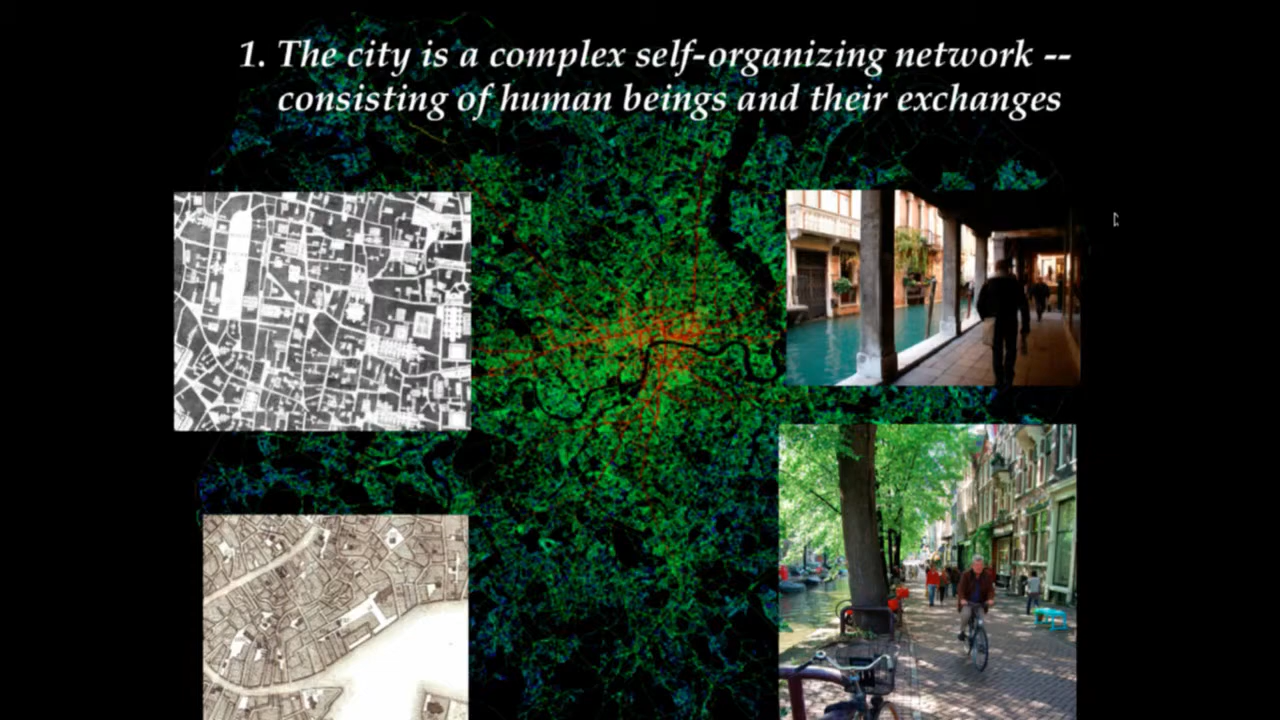 1. The city is a complex self-organizing network --
consisting of human beings and their exchanges